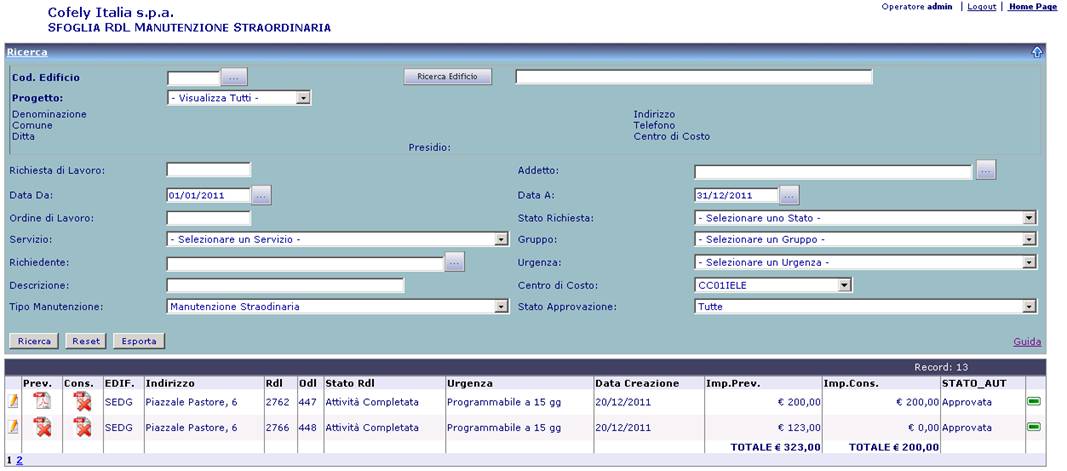 Cofely Italia s.p.a.
Operatore admin | Logout | Home Page
SFOGLIA RDL MANUTENZIONE STRAORDINARIA
Ricerca
Cod. Edificio ... Ricerca Edificio
Progetto: - Visualizza Tutti -
Denominazione Indirizzo
Comune Telefono
Ditta Centro di Costo
Presidio:
Richiesta di Lavoro: Addetto: ...
Data Da: 01/01/2011 ... Data A: 31/12/2011 ...
Ordine di Lavoro: Stato Richiesta: - Selezionare uno Stato -
Servizio: - Selezionare un Servizio - Gruppo: - Selezionare un Gruppo -
Richiedente: ... Urgenza: - Selezionare un Urgenza -
Descrizione: Centro di Costo: CC01IELE
Tipo Manutenzione: Manutenzione Straodinaria Stato Approvazione: Tutte
Ricerca Reset Esporta Guida
Record: 13
Prev. Cons. EDIF. Indirizzo Rdl Odl Stato Rdl Urgenza Data Creazione Imp.Prev. Imp.Cons. STATO_AUT
SEDG Piazzale Pastore, 6 2762 447 Attività Completata Programmabile a 15 gg 20/12/2011 € 200,00 € 200,00 Approvata
SEDG Piazzale Pastore, 6 2766 448 Attività Completata Programmabile a 15 gg 20/12/2011 € 123,00 € 0,00 Approvata
TOTALE € 323,00 TOTALE € 200,00
1 2